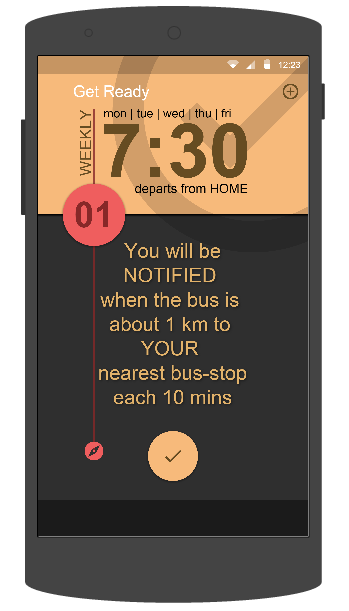 12:23
Get Ready
WEEKLY
mon | tue | wed | thu | fri
7:30
departs from HOME
01
You will be
NOTIFIED
when the bus is
about 1 km to
YOUR
nearest bus-stop
each 10 mins